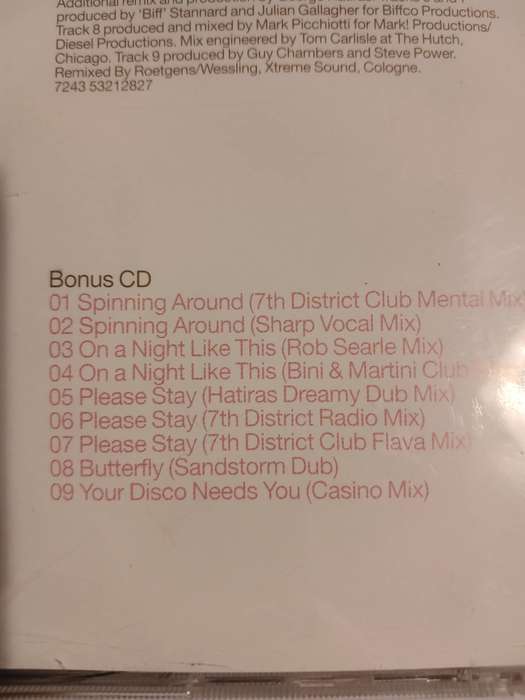 Additional remix and production by
produced by 'Biff' Stannard and Julian Gallagher for Biffco Productions.
Track 8 produced and mixed by Mark Picchiotti for Mark! Productions/
Diesel Productions. Mix engineered by Tom Carlisle at The Hutch,
Chicago. Track 9 produced by Guy Chambers and Steve Power.
Remixed By Roetgens/Wessling, Xtreme Sound, Cologne.
7243 53212827
Bonus CD
01 Spinning Around (7th District Club Mental Mix
02 Spinning Around (Sharp Vocal Mix)
03 On a Night Like This (Rob Searle Mix)
04 On a Night Like This (Bini & Martini Club
05 Please Stay (Hatiras Dreamy Dub Mix)
06 Please Stay (7th District Radio Mix)
07 Please Stay (7th District Club Flava Mix)
08 Butterfly (Sandstorm Dub)
09 Your Disco Needs You (Casino Mix)